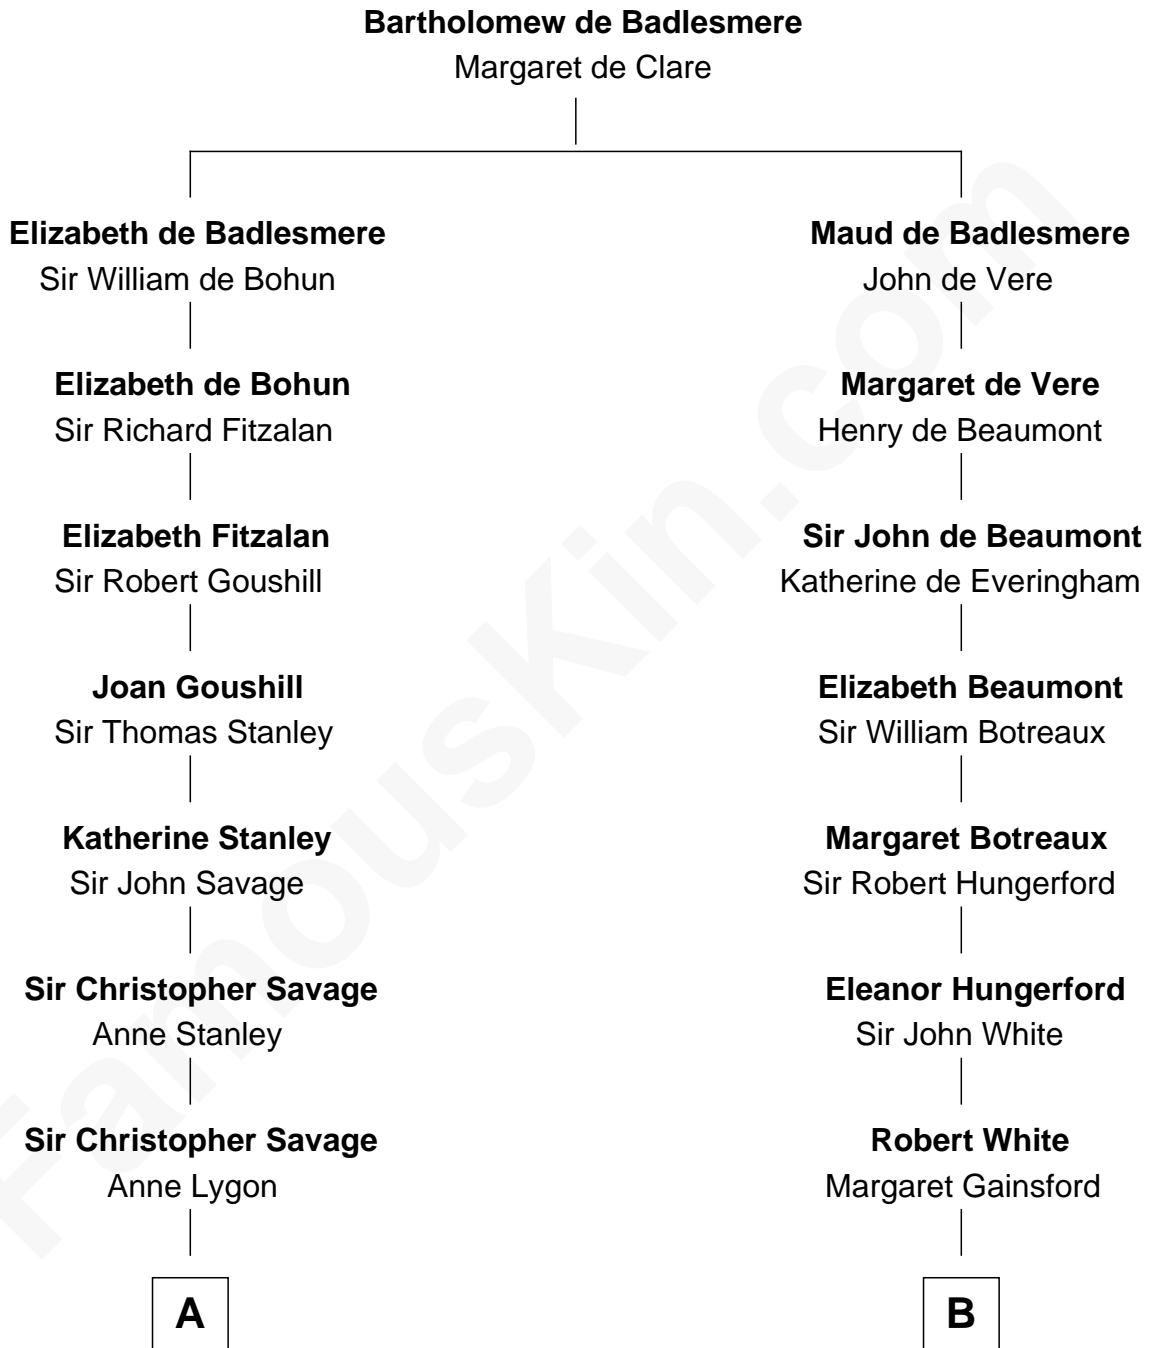 Bartholomew de Badlesmere
Margaret de Clare
Elizabeth de Badlesmere
Sir William de Bohun
Maud de Badlesmere
John de Vere
Elizabeth de Bohun
Sir Richard Fitzalan
Margaret de Vere
Henry de Beaumont
Elizabeth Fitzalan
Sir Robert Goushill
Sir John de Beaumont
Katherine de Everingham
Joan Goushill
Sir Thomas Stanley
Elizabeth Beaumont
Sir William Botreaux
Katherine Stanley
Sir John Savage
Margaret Botreaux
Sir Robert Hungerford
Sir Christopher Savage
Anne Stanley
Eleanor Hungerford
Sir John White
Sir Christopher Savage
Anne Lygon
Robert White
Margaret Gainsford
A
B
FamousKin.com